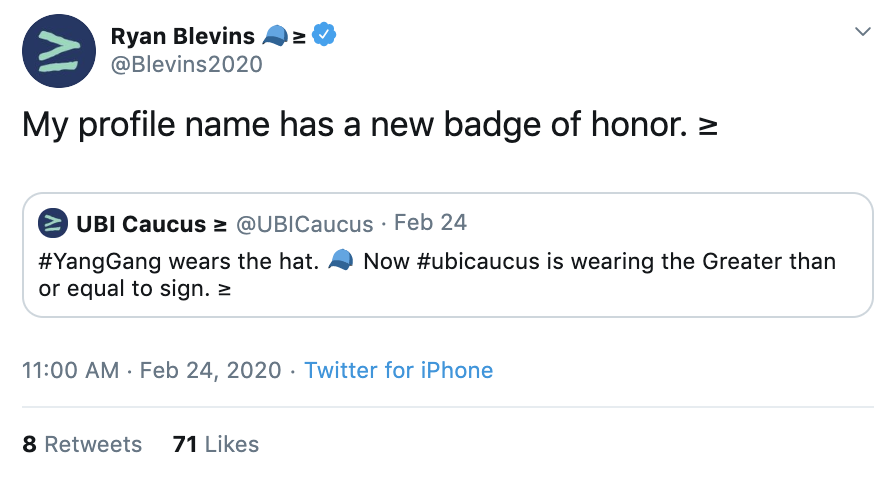 Ryan Blevins 🧢≥
@Blevins2020
My profile name has a new badge of honor. ≥
UBI Caucus ≥ @UBICaucus · Feb 24
#YangGang wears the hat. 🧢 Now #ubicaucus is wearing the Greater than
or equal to sign. ≥
11:00 AM · Feb 24, 2020 · Twitter for iPhone
8 Retweets 71 Likes